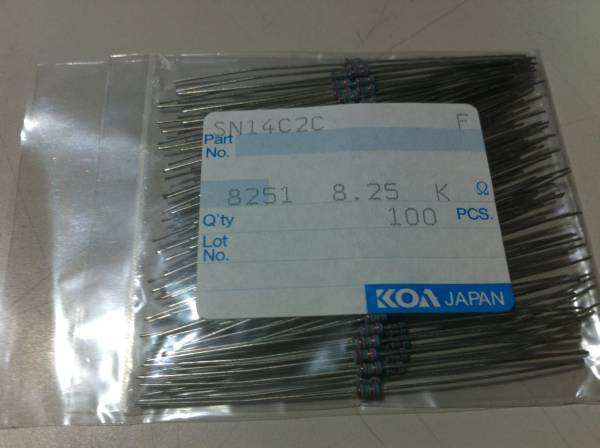 SN14C2C F
Part
No.
8251 8.25 K Ω
Q'ty 100 PCS.
Lot
No.
KOA JAPAN